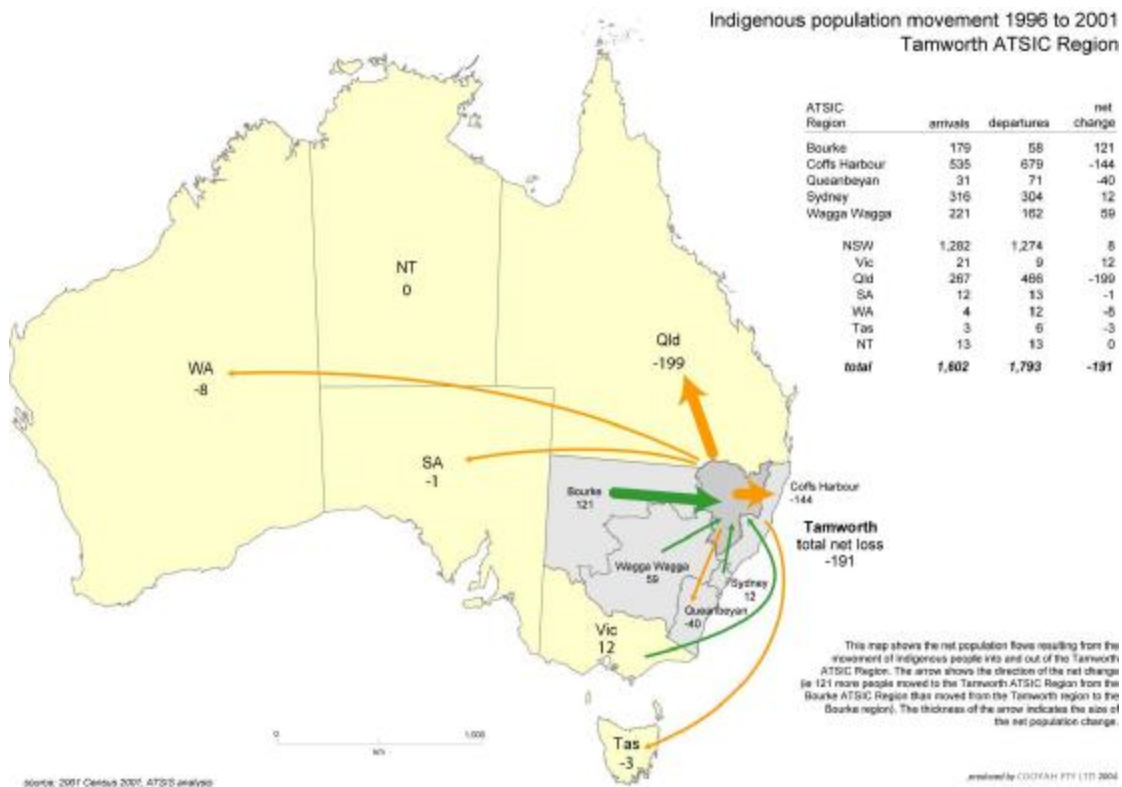 Indigenous population movement 1996 to 2001
Tamworth ATSIC Region
ATSIC Region arrivals departures net change
Bourke 179 58 121
Coffs Harbour 535 679 -144
Queanbeyan 31 71 -40
Sydney 316 304 12
Wagga Wagga 221 162 59
NSW 1,282 1,274 8
Vic 21 9 12
Qld 267 466 -199
SA 12 13 -1
WA 4 12 -8
Tas 3 6 -3
NT 13 13 0
total 1,602 1,793 -191
NT
0
Qld
-199
WA
-8
SA
-1
Bourke
121
Coffs Harbour
-144
Tamworth
total net loss
-191
Wagga Wagga
59
Sydney
12
Queanbeyan
-40
Vic
12
Tas
-3
This map shows the net population flows resulting from the
movement of Indigenous people into and out of the Tamworth
ATSIC Region. The arrow shows the direction of the net change
(ie 121 more people moved to the Tamworth ATSIC Region from the
Bourke ATSIC Region than moved from the Tamworth region to the
Bourke region). The thickness of the arrow indicates the size of
the net population change.
0 1,000
km
source: 2001 Census 2001, ATSIS analysis
produced by COOYAH PTY LTD 2004